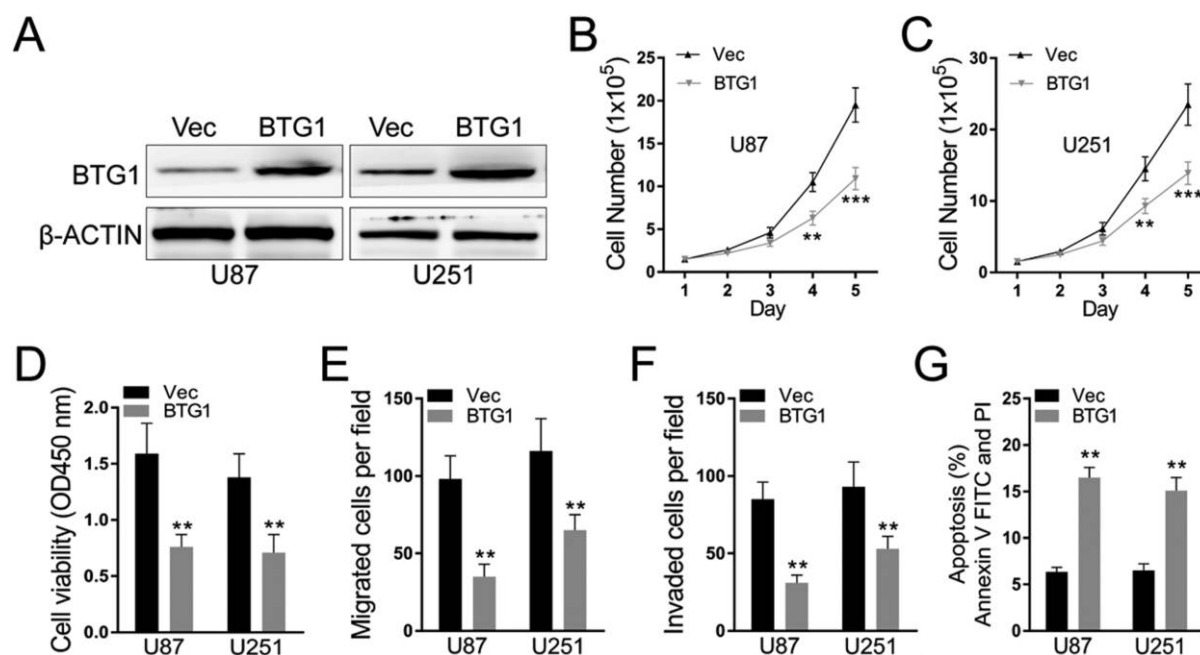 A
Vec BTG1 Vec BTG1
BTG1
β-ACTIN
U87 U251
B
Cell Number (1x10⁵)
25
20
15
10
5
0
Vec
BTG1
U87
**
***
1 2 3 4 5
Day
C
Cell Number (1x10⁵)
30
20
10
0
Vec
BTG1
U251
**
***
1 2 3 4 5
Day
D
Cell viability (OD450 nm)
2.0
1.5
1.0
0.5
0.0
Vec
BTG1
**
**
U87 U251
E
Migrated cells per field
150
100
50
0
Vec
BTG1
**
**
U87 U251
F
Invaded cells per field
150
100
50
0
Vec
BTG1
**
**
U87 U251
G
Apoptosis (%)
Annexin V FITC and PI
25
20
15
10
5
0
Vec
BTG1
**
**
U87 U251